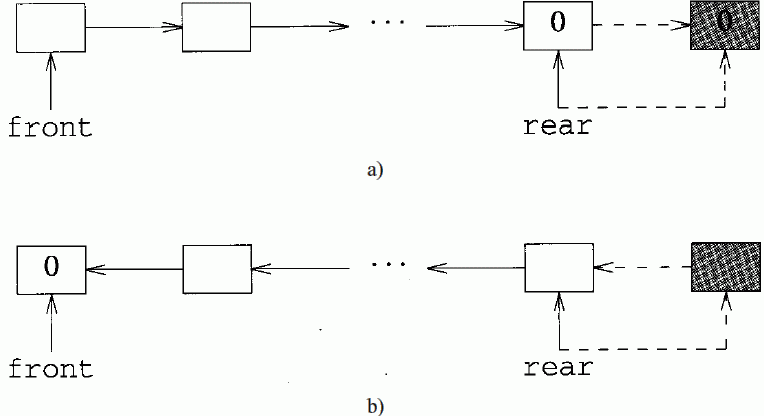 ··· 0 0
front rear
a)
0 ···
front rear
b)